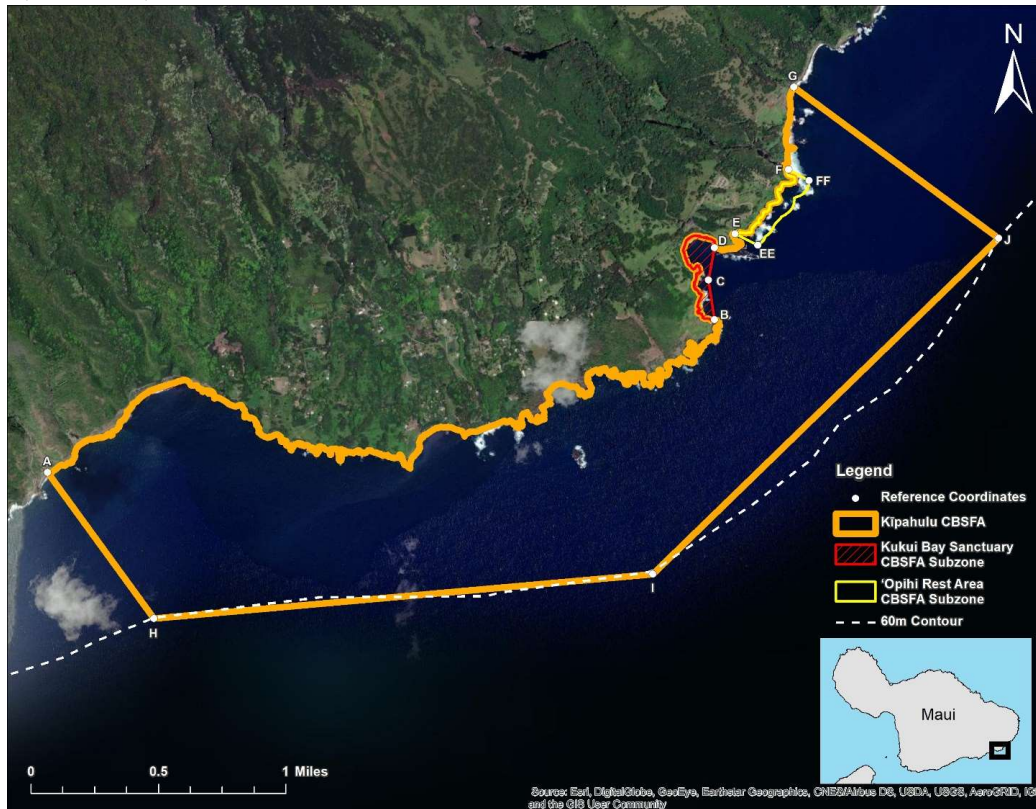 N
G
F
FF
E
D
EE
J
C
B
A
Legend
Reference Coordinates
Kīpahulu CBSFA
Kukui Bay Sanctuary
CBSFA Subzone
ʻOpihi Rest Area
CBSFA Subzone
60m Contour
I
H
Maui
0 0.5 1 Miles
Source: Esri, DigitalGlobe, GeoEye, Earthstar Geographics, CNES/Airbus DS, USDA, USGS, AeroGRID,
and the GIS User Community